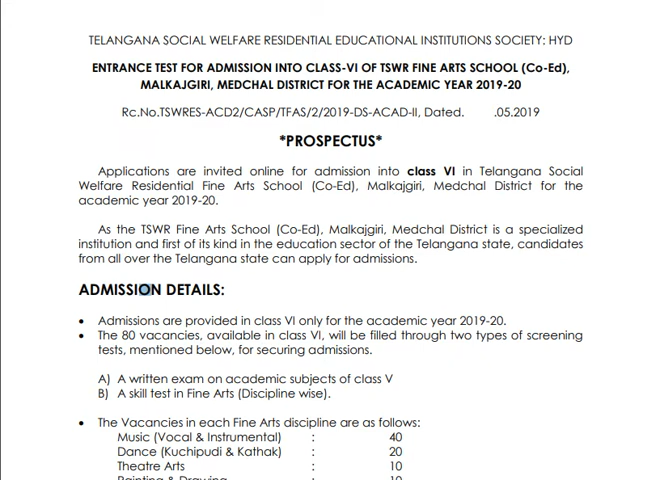 TELANGANA SOCIAL WELFARE RESIDENTIAL EDUCATIONAL INSTITUTIONS SOCIETY: HYD
ENTRANCE TEST FOR ADMISSION INTO CLASS-VI OF TSWR FINE ARTS SCHOOL (Co-Ed),
MALKAJGIRI, MEDCHAL DISTRICT FOR THE ACADEMIC YEAR 2019-20
Rc.No.TSWRES-ACD2/CASP/TFAS/2/2019-DS-ACAD-II, Dated. .05.2019
*PROSPECTUS*
Applications are invited online for admission into class VI in Telangana Social
Welfare Residential Fine Arts School (Co-Ed), Malkajgiri, Medchal District for the
academic year 2019-20.
As the TSWR Fine Arts School (Co-Ed), Malkajgiri, Medchal District is a specialized
institution and first of its kind in the education sector of the Telangana state, candidates
from all over the Telangana state can apply for admissions.
ADMISSION DETAILS:
• Admissions are provided in class VI only for the academic year 2019-20.
• The 80 vacancies, available in class VI, will be filled through two types of screening
tests, mentioned below, for securing admissions.
A) A written exam on academic subjects of class V
B) A skill test in Fine Arts (Discipline wise).
• The Vacancies in each Fine Arts discipline are as follows:
Music (Vocal & Instrumental) : 40
Dance (Kuchipudi & Kathak) : 20
Theatre Arts : 10
Painting & Drawing : 10